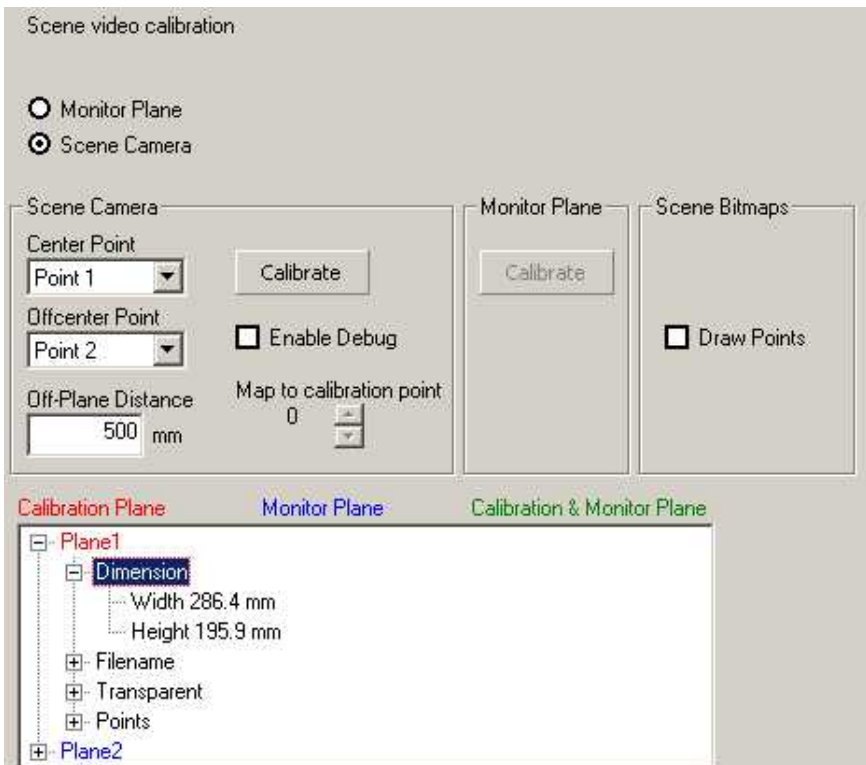 Scene video calibration
Monitor Plane
Scene Camera
Scene Camera
Center Point
Point 1
Calibrate
Offcenter Point
Point 2
Enable Debug
Off-Plane Distance
500 mm
Map to calibration point
0
Monitor Plane
Calibrate
Scene Bitmaps
Draw Points
Calibration Plane Monitor Plane Calibration & Monitor Plane
Plane1
Dimension
Width 286.4 mm
Height 195.9 mm
Filename
Transparent
Points
Plane2